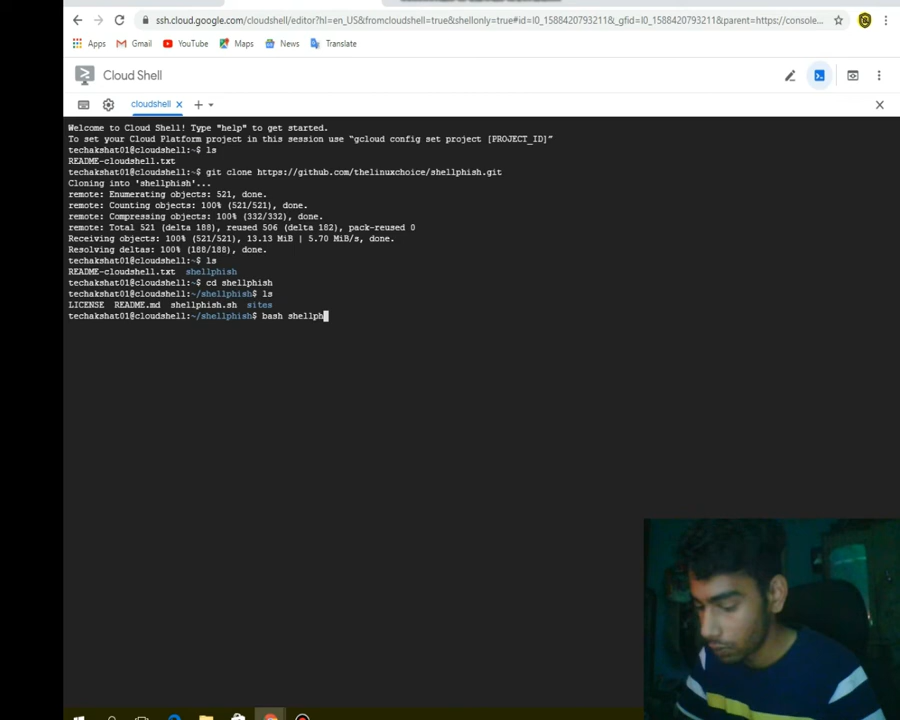 ssh.cloud.google.com/cloudshell/editor?hl=en_US&fromcloudshell=true&shellonly=true#id=I0_1588420793211&_gfid=I0_1588420793211&parent=https://console...
Apps Gmail YouTube Maps News Translate
Cloud Shell
cloudshell
Welcome to Cloud Shell! Type "help" to get started.
To set your Cloud Platform project in this session use “gcloud config set project [PROJECT_ID]”
techakshat01@cloudshell:~$ ls
README-cloudshell.txt
techakshat01@cloudshell:~$ git clone https://github.com/thelinuxchoice/shellphish.git
Cloning into 'shellphish'...
remote: Enumerating objects: 521, done.
remote: Counting objects: 100% (521/521), done.
remote: Compressing objects: 100% (332/332), done.
remote: Total 521 (delta 188), reused 506 (delta 182), pack-reused 0
Receiving objects: 100% (521/521), 13.13 MiB | 5.70 MiB/s, done.
Resolving deltas: 100% (188/188), done.
techakshat01@cloudshell:~$ ls
README-cloudshell.txt shellphish
techakshat01@cloudshell:~$ cd shellphish
techakshat01@cloudshell:~/shellphish$ ls
LICENSE README.md shellphish.sh sites
techakshat01@cloudshell:~/shellphish$ bash shellph